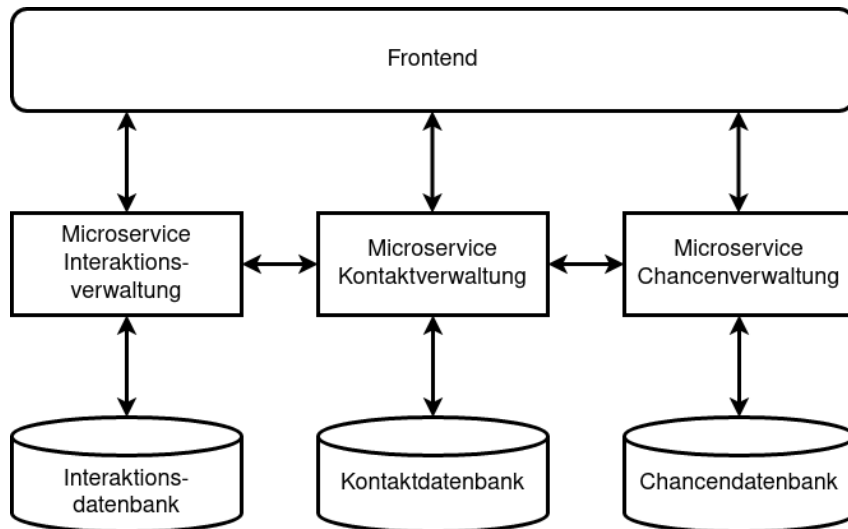 Frontend
Microservice
Interaktions-
verwaltung
Microservice
Kontaktverwaltung
Microservice
Chancenverwaltung
Interaktions-
datenbank
Kontaktdatenbank
Chancendatenbank